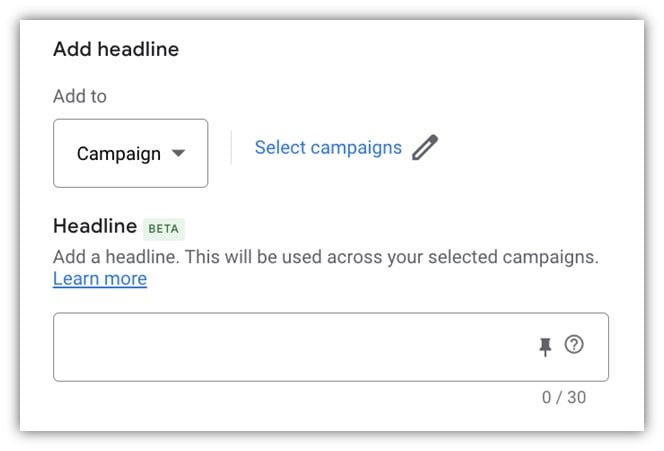 Add headline
Add to
Campaign
Select campaigns
Headline BETA
Add a headline. This will be used across your selected campaigns.
Learn more
0 / 30